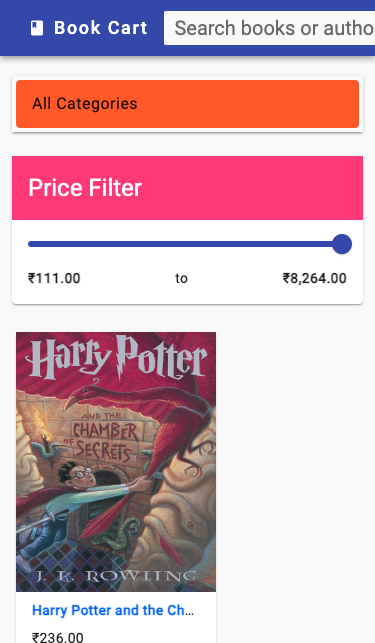 Book Cart
Search books or autho
All Categories
Price Filter
₹111.00 to ₹8,264.00
Harry Potter
AND THE
CHAMBER
OF
SECRETS
J. K. ROWLING
Harry Potter and the Ch...
₹236.00